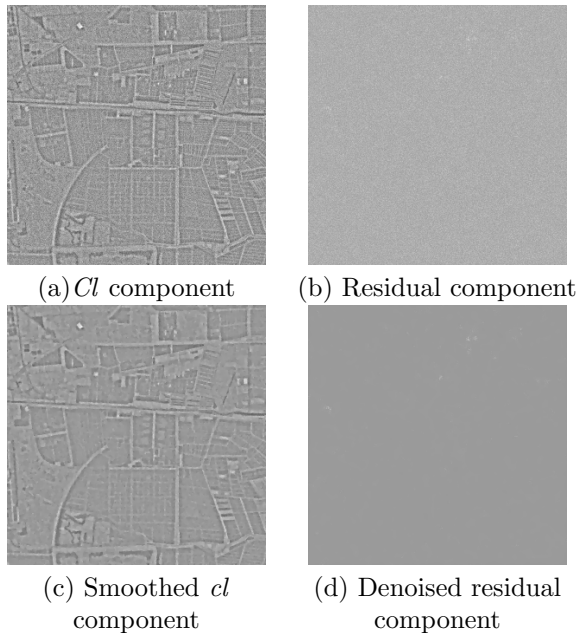 (a) Cl component
(b) Residual component
(c) Smoothed cl
component
(d) Denoised residual
component